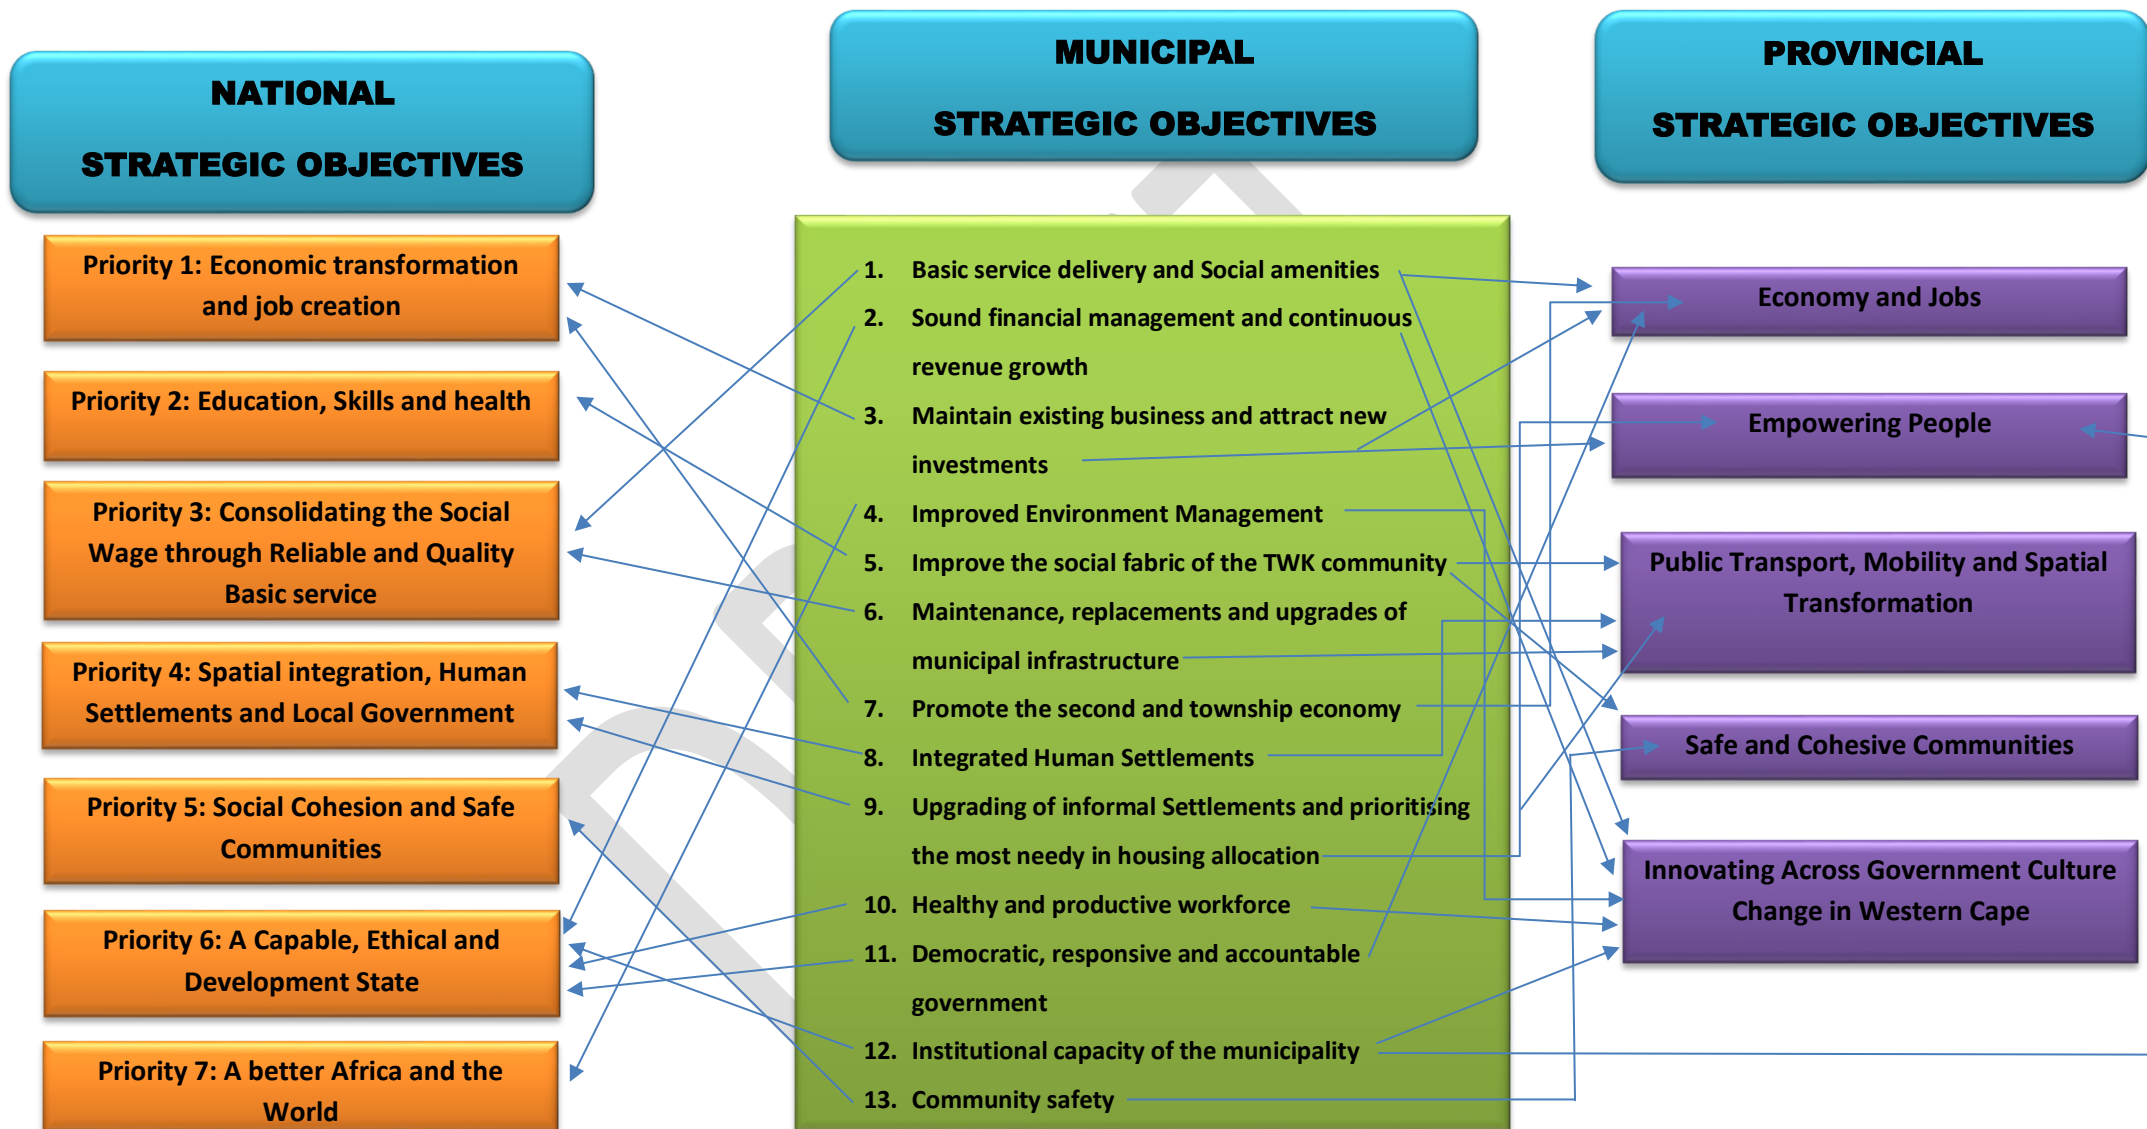 NATIONAL
STRATEGIC OBJECTIVES
Priority 1: Economic transformation
and job creation
Priority 2: Education, Skills and health
Priority 3: Consolidating the Social
Wage through Reliable and Quality
Basic service
Priority 4: Spatial integration, Human
Settlements and Local Government
Priority 5: Social Cohesion and Safe
Communities
Priority 6: A Capable, Ethical and
Development State
Priority 7: A better Africa and the
World
MUNICIPAL
STRATEGIC OBJECTIVES
1. Basic service delivery and Social amenities
2. Sound financial management and continuous
revenue growth
3. Maintain existing business and attract new
investments
4. Improved Environment Management
5. Improve the social fabric of the TWK community
6. Maintenance, replacements and upgrades of
municipal infrastructure
7. Promote the second and township economy
8. Integrated Human Settlements
9. Upgrading of informal Settlements and prioritising
the most needy in housing allocation
10. Healthy and productive workforce
11. Democratic, responsive and accountable
government
12. Institutional capacity of the municipality
13. Community safety
PROVINCIAL
STRATEGIC OBJECTIVES
Economy and Jobs
Empowering People
Public Transport, Mobility and Spatial
Transformation
Safe and Cohesive Communities
Innovating Across Government Culture
Change in Western Cape